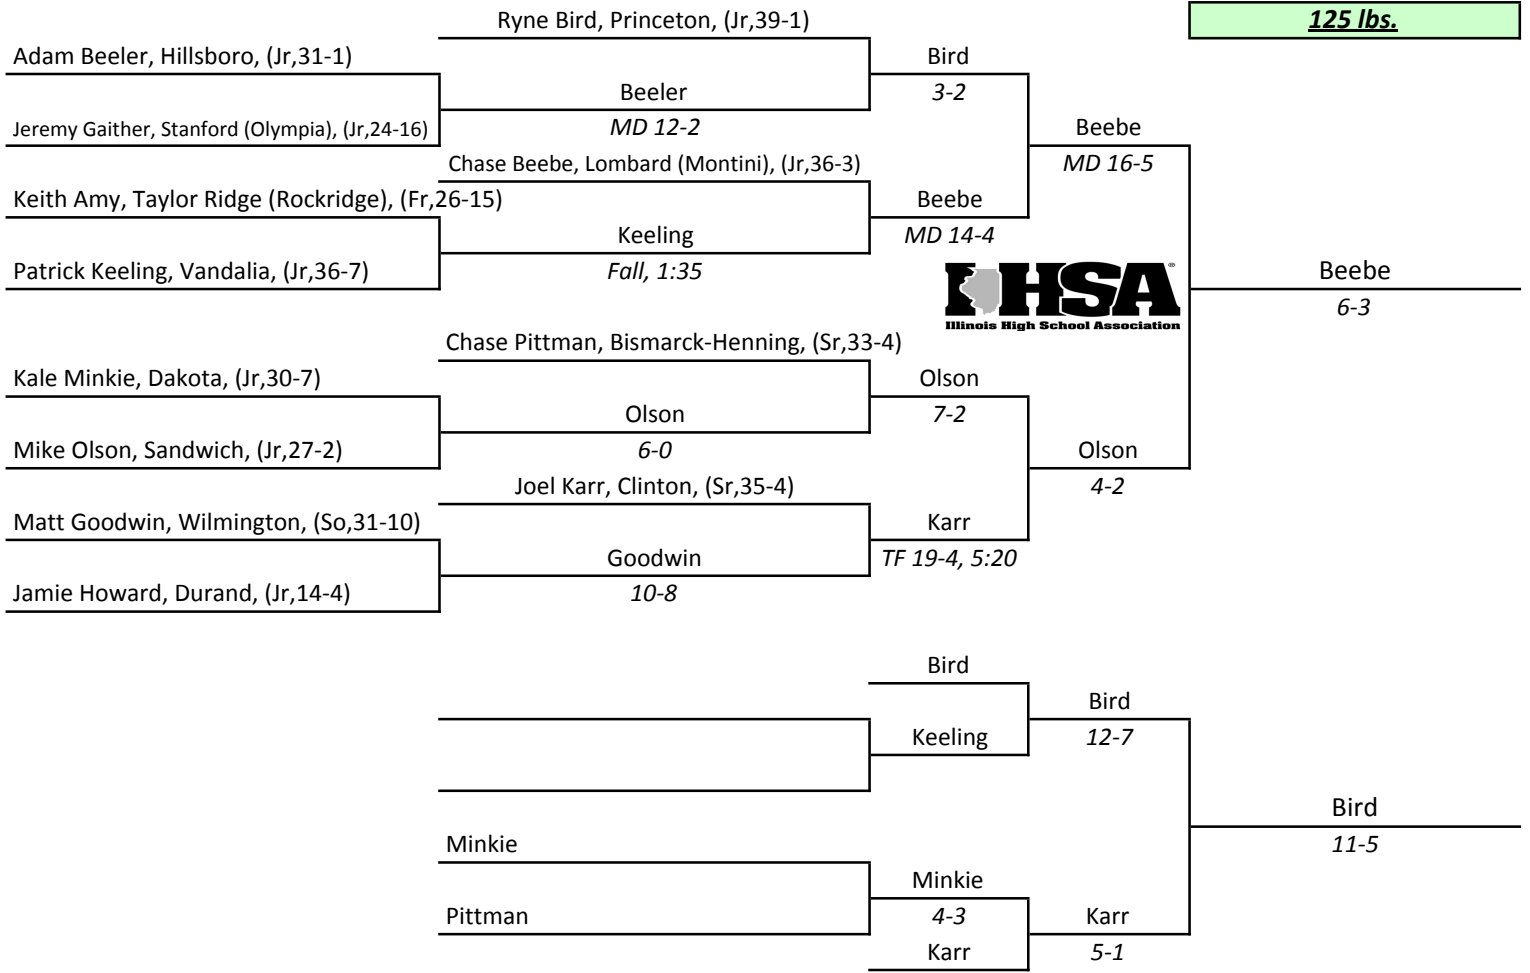 Ryne Bird, Princeton, (Jr,39-1)
125 lbs.
Adam Beeler, Hillsboro, (Jr,31-1)
Bird
Beeler
3-2
Jeremy Gaither, Stanford (Olympia), (Jr,24-16)
MD 12-2
Beebe
Chase Beebe, Lombard (Montini), (Jr,36-3)
MD 16-5
Keith Amy, Taylor Ridge (Rockridge), (Fr,26-15)
Beebe
Keeling
MD 14-4
Patrick Keeling, Vandalia, (Jr,36-7)
Fall, 1:35
IHSA®
Illinois High School Association
Beebe
6-3
Chase Pittman, Bismarck-Henning, (Sr,33-4)
Kale Minkie, Dakota, (Jr,30-7)
Olson
Olson
7-2
Mike Olson, Sandwich, (Jr,27-2)
6-0
Olson
Joel Karr, Clinton, (Sr,35-4)
4-2
Matt Goodwin, Wilmington, (So,31-10)
Karr
Goodwin
TF 19-4, 5:20
Jamie Howard, Durand, (Jr,14-4)
10-8
Bird
Bird
Keeling
12-7
Bird
Minkie
11-5
Minkie
Pittman
4-3
Karr
Karr
5-1